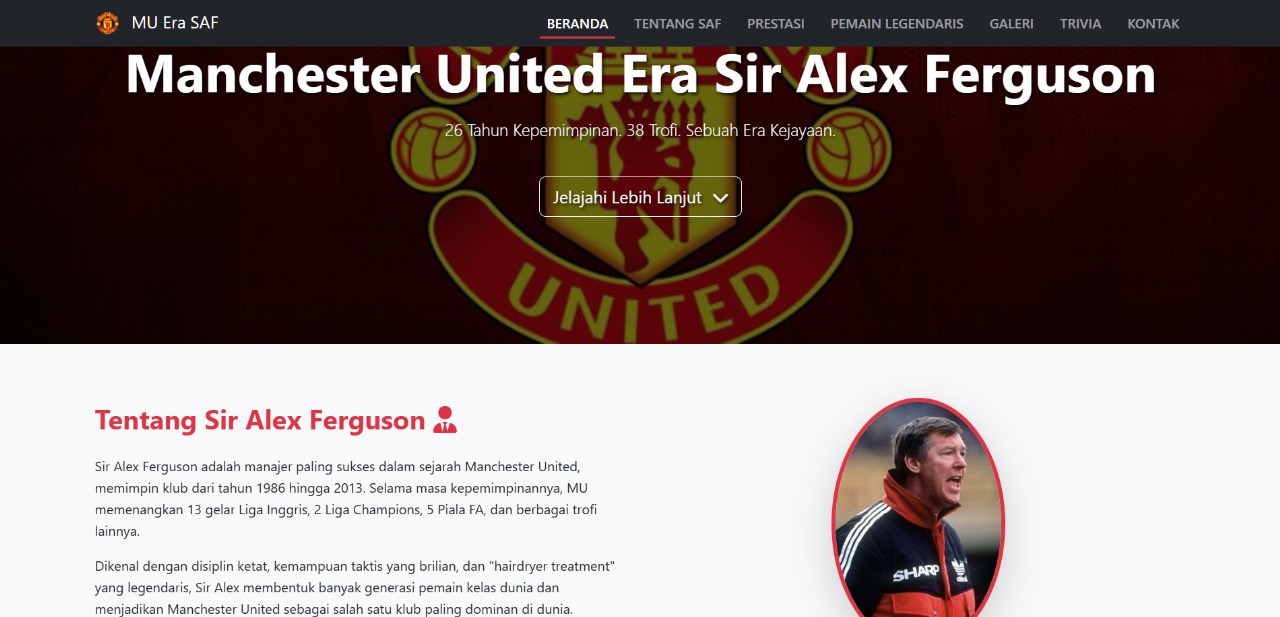 MU Era SAF
BERANDA TENTANG SAF PRESTASI PEMAIN LEGENDARIS GALERI TRIVIA KONTAK
Manchester United Era Sir Alex Ferguson
26 Tahun Kepemimpinan. 38 Trofi. Sebuah Era Kejayaan.
Jelajahi Lebih Lanjut
UNITED
Tentang Sir Alex Ferguson
Sir Alex Ferguson adalah manajer paling sukses dalam sejarah Manchester United,
memimpin klub dari tahun 1986 hingga 2013. Selama masa kepemimpinannya, MU
memenangkan 13 gelar Liga Inggris, 2 Liga Champions, 5 Piala FA, dan berbagai trofi
lainnya.
Dikenal dengan disiplin ketat, kemampuan taktis yang brilian, dan "hairdryer treatment"
yang legendaris, Sir Alex membentuk banyak generasi pemain kelas dunia dan
menjadikan Manchester United sebagai salah satu klub paling dominan di dunia.
SHARP